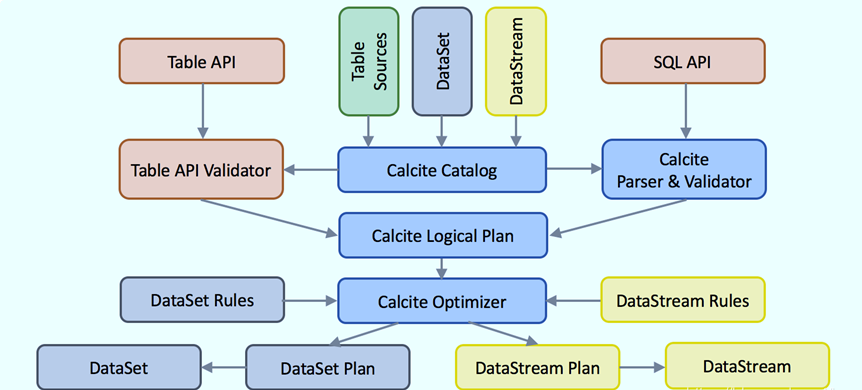 Table API
Table
Sources
DataSet
DataStream
SQL API
Table API Validator
Calcite Catalog
Calcite
Parser & Validator
Calcite Logical Plan
DataSet Rules
Calcite Optimizer
DataStream Rules
DataSet
DataSet Plan
DataStream Plan
DataStream